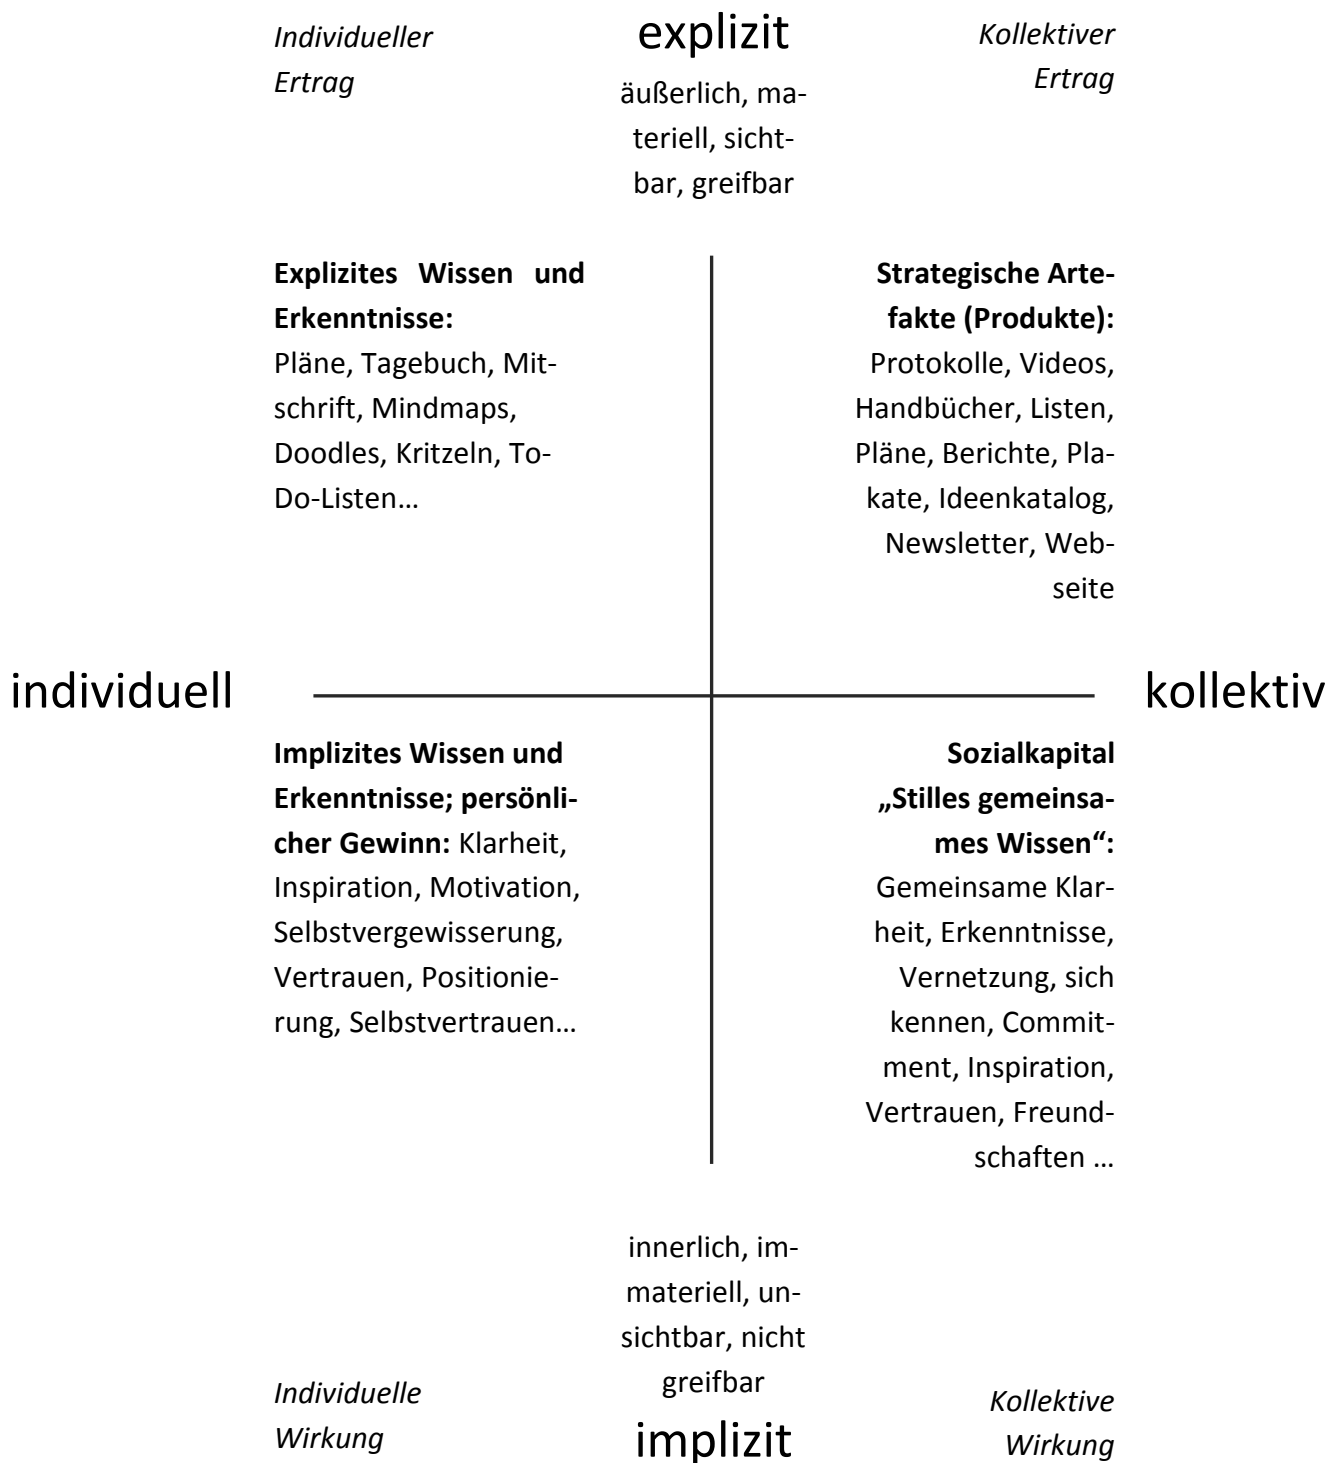 Individueller
Ertrag
explizit
äußerlich, ma-
teriell, sicht-
bar, greifbar
Kollektiver
Ertrag
Explizites Wissen und
Erkenntnisse:
Pläne, Tagebuch, Mit-
schrift, Mindmaps,
Doodles, Kritzeln, To-
Do-Listen…
Strategische Arte-
fakte (Produkte):
Protokolle, Videos,
Handbücher, Listen,
Pläne, Berichte, Pla-
kate, Ideenkatalog,
Newsletter, Web-
seite
individuell
kollektiv
Implizites Wissen und
Erkenntnisse; persönli-
cher Gewinn: Klarheit,
Inspiration, Motivation,
Selbstvergewisserung,
Vertrauen, Positionie-
rung, Selbstvertrauen…
Sozialkapital
„Stilles gemeinsa-
mes Wissen“:
Gemeinsame Klar-
heit, Erkenntnisse,
Vernetzung, sich
kennen, Commit-
ment, Inspiration,
Vertrauen, Freund-
schaften …
Individuelle
Wirkung
innerlich, im-
materiell, un-
sichtbar, nicht
greifbar
implizit
Kollektive
Wirkung